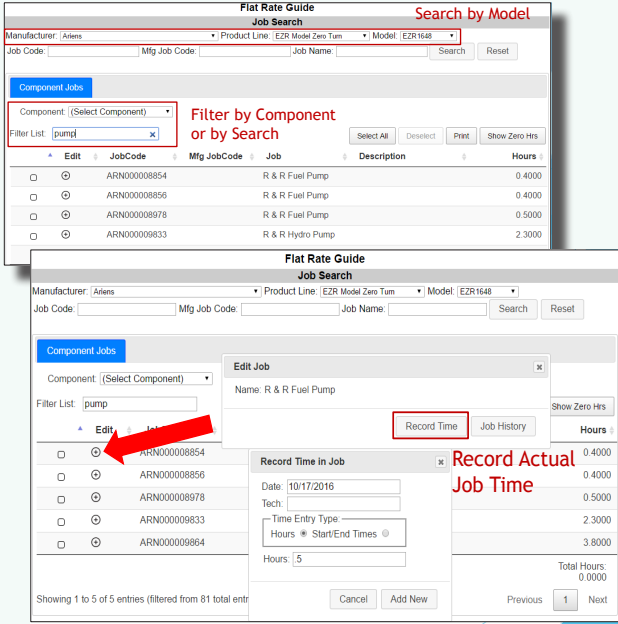 Flat Rate Guide
Search by Model
Job Search
Manufacturer: Ariens Product Line: EZR Model Zero Turn Model: EZR1648
Job Code: Mfg Job Code: Job Name: Search Reset
Component Jobs
Component: (Select Component)
Filter by Component
or by Search
Filter List: pump x Select All Deselect Print Show Zero Hrs
Edit JobCode Mfg JobCode Job Description Hours
ARN000008854 R & R Fuel Pump 0.4000
ARN000008856 R & R Fuel Pump 0.4000
ARN000008978 R & R Fuel Pump 0.5000
ARN000009833 R & R Hydro Pump 2.3000
Flat Rate Guide
Job Search
Manufacturer: Ariens Product Line: EZR Model Zero Turn Model: EZR1648
Job Code: Mfg Job Code: Job Name: Search Reset
Component Jobs
Component: (Select Component)
Filter List: pump Show Zero Hrs
Edit Hours
ARN000008854 0.4000
ARN000008856 0.4000
ARN000008978 0.5000
ARN000009833 2.3000
ARN000009864 3.8000
Total Hours:
0.0000
Showing 1 to 5 of 5 entries (filtered from 81 total entr Previous 1 Next
Edit Job
Name: R & R Fuel Pump
Record Time Job History
Record Actual
Job Time
Record Time in Job
Date: 10/17/2016
Tech:
Time Entry Type:
Hours Start/End Times
Hours: .5
Cancel Add New